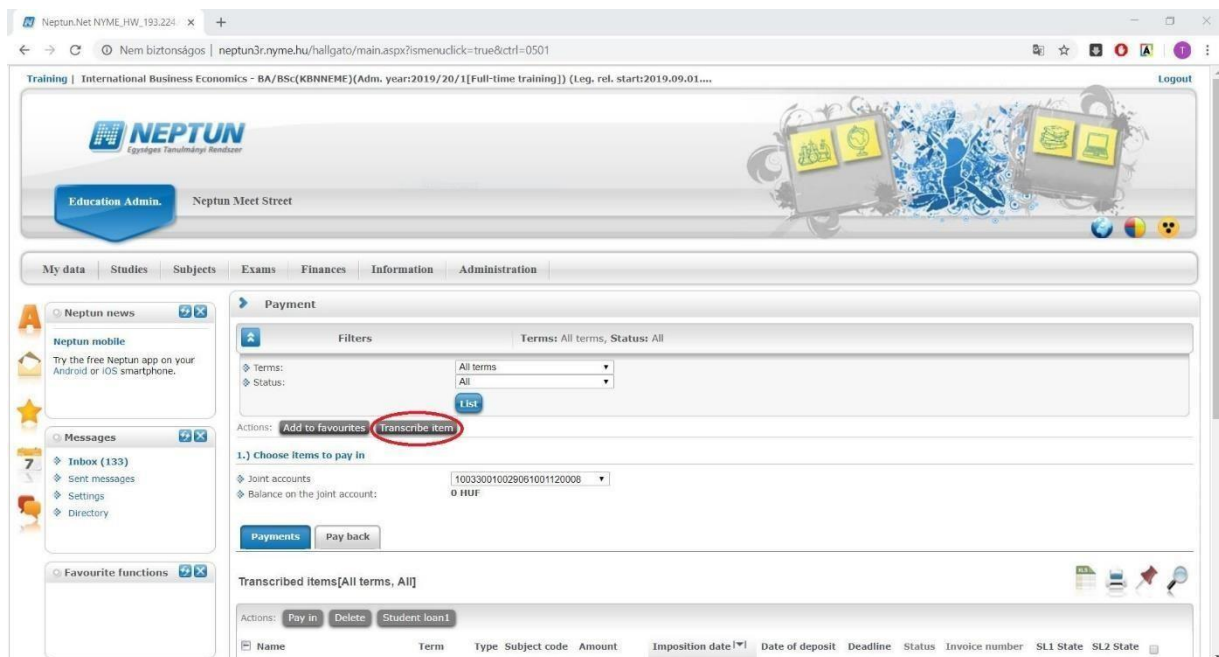 Neptun.Net NYME_HW_193.224
Nem biztonságos | neptun3r.nyme.hu/hallgato/main.aspx?ismenuclick=true&ctrl=0501
Training | International Business Economics - BA/BSc(KBNNEME)(Adm. year:2019/20/1[Full-time training]) (Leg. rel. start:2019.09.01....
Logout
NEPTUN
Egységes Tanulmányi Rendszer
Education Admin. Neptun Meet Street
My data Studies Subjects Exams Finances Information Administration
Neptun news
Neptun mobile
Try the free Neptun app on your
Android or iOS smartphone.
Messages
7
Inbox (133)
Sent messages
Settings
Directory
Favourite functions
Payment
Filters Terms: All terms, Status: All
Terms: All terms
Status: All
List
Actions: Add to favourites Transcribe item
1.) Choose items to pay in
Joint accounts 100330010029061001120008
Balance on the joint account: 0 HUF
Payments Pay back
Transcribed items[All terms, All]
Actions: Pay in Delete Student loan1
Name Term Type Subject code Amount Imposition date Date of deposit Deadline Status Invoice number SL1 State SL2 State